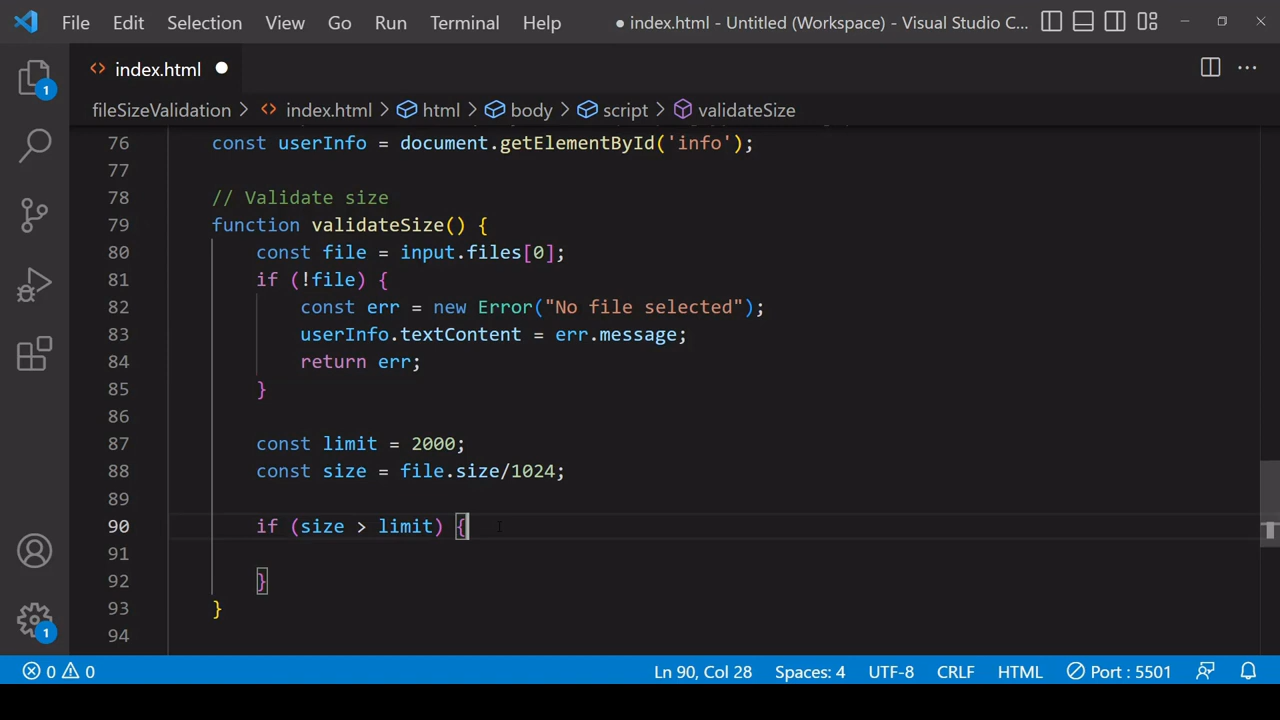 File Edit Selection View Go Run Terminal Help ● index.html - Untitled (Workspace) - Visual Studio C...
index.html
fileSizeValidation > index.html > html > body > script > validateSize
76 const userInfo = document.getElementById('info');
77
78 // Validate size
79 function validateSize() {
80 const file = input.files[0];
81 if (!file) {
82 const err = new Error("No file selected");
83 userInfo.textContent = err.message;
84 return err;
85 }
86
87 const limit = 2000;
88 const size = file.size/1024;
89
90 if (size > limit) {
91
92 }
93 }
94
1
1
0 0 Ln 90, Col 28 Spaces: 4 UTF-8 CRLF HTML Port : 5501